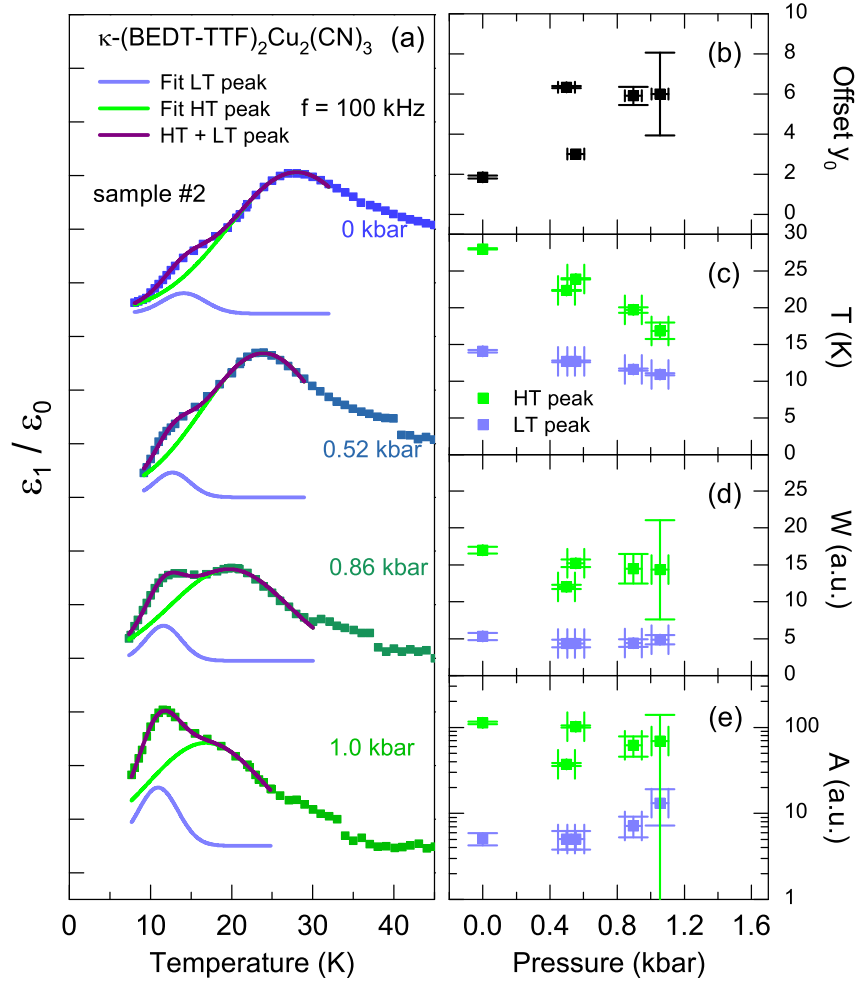 κ-(BEDT-TTF)₂Cu₂(CN)₃ (a)
Fit LT peak
Fit HT peak
HT + LT peak
f = 100 kHz
sample #2
0 kbar
0.52 kbar
0.86 kbar
1.0 kbar
ε₁ / ε₀
0 10 20 30 40
Temperature (K)
(b)
10
8
6
4
2
0
Offset y₀
(c)
30
25
20
15
10
5
0
T (K)
HT peak
LT peak
(d)
25
20
15
10
5
0
W (a.u.)
(e)
100
10
1
A (a.u.)
0.0 0.4 0.8 1.2 1.6
Pressure (kbar)